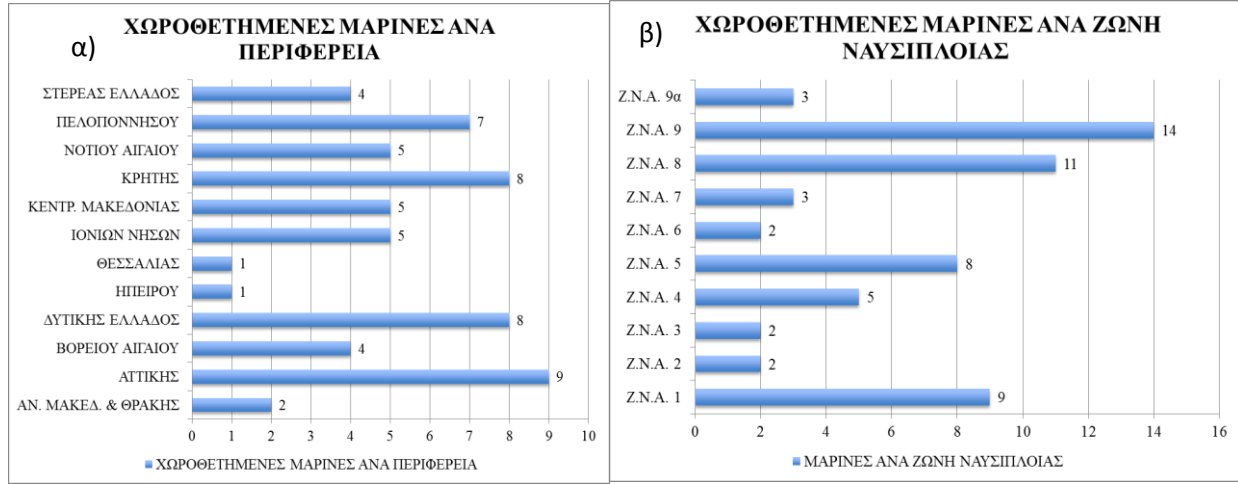 α)
ΧΩΡΟΘΕΤΗΜΕΝΕΣ ΜΑΡΙΝΕΣ ΑΝΑ
ΠΕΡΙΦΕΡΕΙΑ
ΣΤΕΡΕΑΣ ΕΛΛΑΔΟΣ 4
ΠΕΛΟΠΟΝΝΗΣΟΥ 7
ΝΟΤΙΟΥ ΑΙΓΑΙΟΥ 5
ΚΡΗΤΗΣ 8
ΚΕΝΤΡ. ΜΑΚΕΔΟΝΙΑΣ 5
ΙΟΝΙΩΝ ΝΗΣΩΝ 5
ΘΕΣΣΑΛΙΑΣ 1
ΗΠΕΙΡΟΥ 1
ΔΥΤΙΚΗΣ ΕΛΛΑΔΟΣ 8
ΒΟΡΕΙΟΥ ΑΙΓΑΙΟΥ 4
ΑΤΤΙΚΗΣ 9
ΑΝ. ΜΑΚΕΔ. & ΘΡΑΚΗΣ 2
0 1 2 3 4 5 6 7 8 9 10
ΧΩΡΟΘΕΤΗΜΕΝΕΣ ΜΑΡΙΝΕΣ ΑΝΑ ΠΕΡΙΦΕΡΕΙΑ
β)
ΧΩΡΟΘΕΤΗΜΕΝΕΣ ΜΑΡΙΝΕΣ ΑΝΑ ΖΩΝΗ
ΝΑΥΣΙΠΛΟΙΑΣ
Ζ.Ν.Α. 9α 3
Ζ.Ν.Α. 9 14
Ζ.Ν.Α. 8 11
Ζ.Ν.Α. 7 3
Ζ.Ν.Α. 6 2
Ζ.Ν.Α. 5 8
Ζ.Ν.Α. 4 5
Ζ.Ν.Α. 3 2
Ζ.Ν.Α. 2 2
Ζ.Ν.Α. 1 9
0 2 4 6 8 10 12 14 16
ΜΑΡΙΝΕΣ ΑΝΑ ΖΩΝΗ ΝΑΥΣΙΠΛΟΙΑΣ